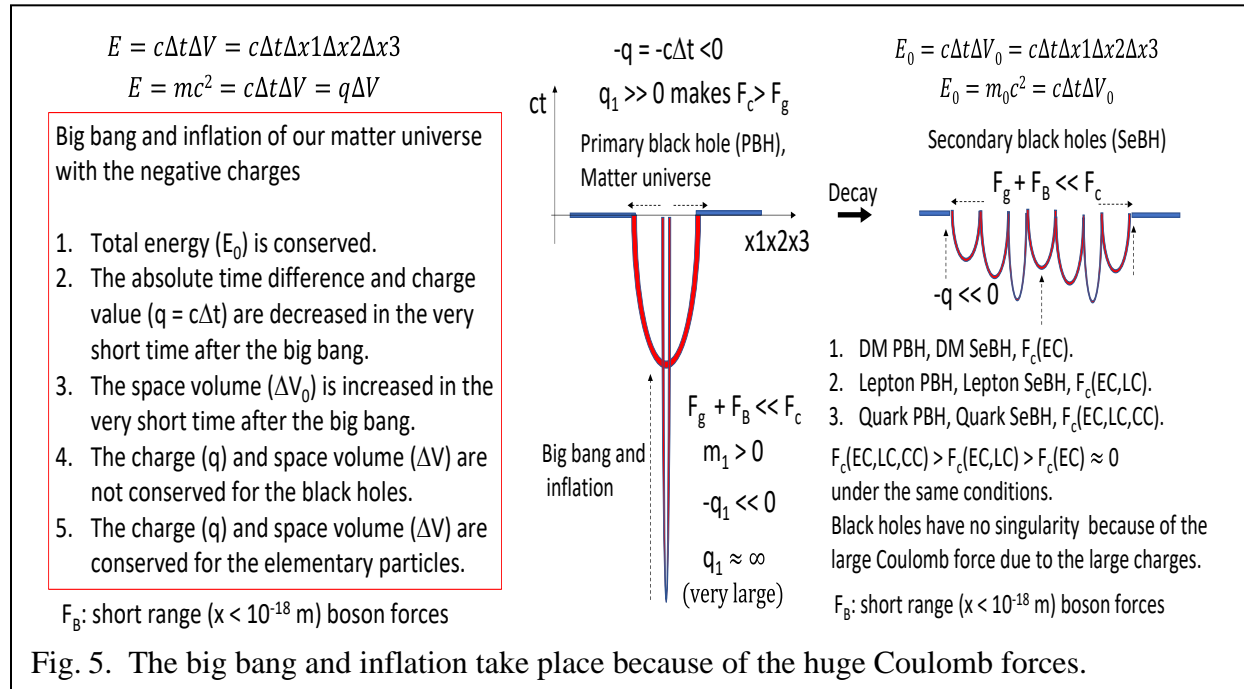 E = cΔtΔV = cΔtΔx1Δx2Δx3
E = mc² = cΔtΔV = qΔV
Big bang and inflation of our matter universe
with the negative charges
1. Total energy (E₀) is conserved.
2. The absolute time difference and charge
value (q = cΔt) are decreased in the very
short time after the big bang.
3. The space volume (ΔV₀) is increased in the
very short time after the big bang.
4. The charge (q) and space volume (ΔV) are
not conserved for the black holes.
5. The charge (q) and space volume (ΔV) are
conserved for the elementary particles.
F_B: short range (x < 10⁻¹⁸ m) boson forces
-q = -cΔt <0
q₁ >> 0 makes F_c> F_g
ct
Primary black hole (PBH),
Matter universe
x1x2x3
Big bang and
inflation
F_g + F_B << F_c
m₁ > 0
-q₁ << 0
q₁ ≈ ∞
(very large)
Decay
E₀ = cΔtΔV₀ = cΔtΔx1Δx2Δx3
E₀ = m₀c² = cΔtΔV₀
Secondary black holes (SeBH)
F_g + F_B << F_c
-q << 0
1. DM PBH, DM SeBH, F_c(EC).
2. Lepton PBH, Lepton SeBH, F_c(EC,LC).
3. Quark PBH, Quark SeBH, F_c(EC,LC,CC).
F_c(EC,LC,CC) > F_c(EC,LC) > F_c(EC) ≈ 0
under the same conditions.
Black holes have no singularity because of the
large Coulomb force due to the large charges.
F_B: short range (x < 10⁻¹⁸ m) boson forces
Fig. 5. The big bang and inflation take place because of the huge Coulomb forces.